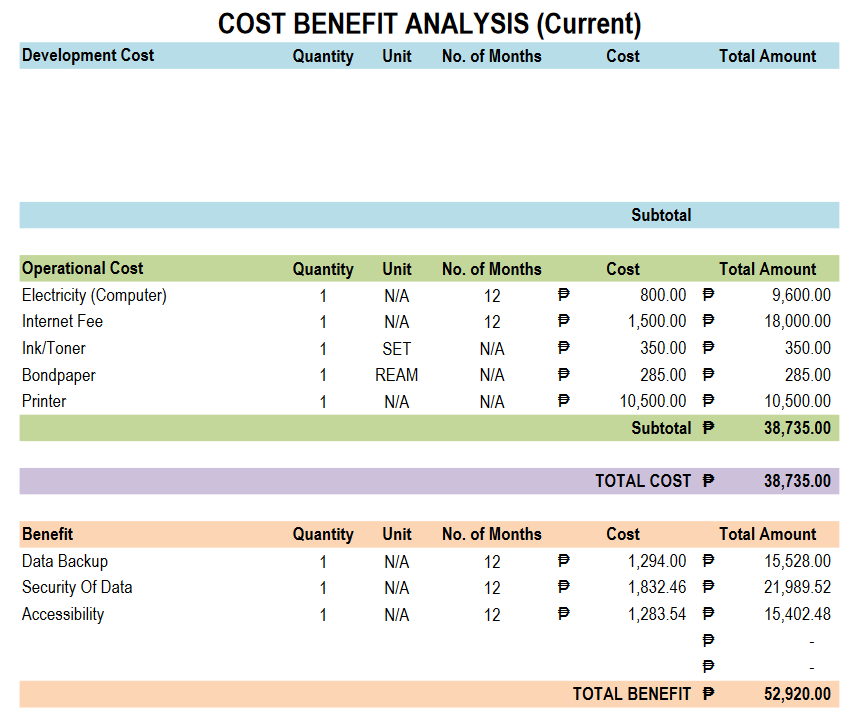 COST BENEFIT ANALYSIS (Current)
Development Cost Quantity Unit No. of Months Cost Total Amount
Subtotal
Operational Cost Quantity Unit No. of Months Cost Total Amount
Electricity (Computer) 1 N/A 12 ₱ 800.00 ₱ 9,600.00
Internet Fee 1 N/A 12 ₱ 1,500.00 ₱ 18,000.00
Ink/Toner 1 SET N/A ₱ 350.00 ₱ 350.00
Bondpaper 1 REAM N/A ₱ 285.00 ₱ 285.00
Printer 1 N/A N/A ₱ 10,500.00 ₱ 10,500.00
Subtotal ₱ 38,735.00
TOTAL COST ₱ 38,735.00
Benefit Quantity Unit No. of Months Cost Total Amount
Data Backup 1 N/A 12 ₱ 1,294.00 ₱ 15,528.00
Security Of Data 1 N/A 12 ₱ 1,832.46 ₱ 21,989.52
Accessibility 1 N/A 12 ₱ 1,283.54 ₱ 15,402.48
₱ -
₱ -
TOTAL BENEFIT ₱ 52,920.00